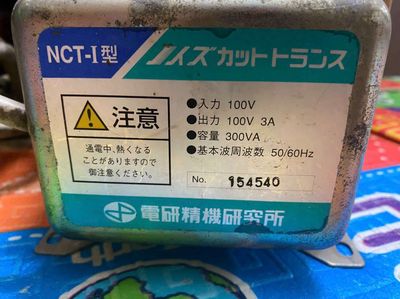 NCT-I型 ノイズカットトランス
注意
通電中、熱くなる
ことがありますので
御注意ください。
●入力 100V
●出力 100V 3A
●容量 300VA
●基本波周波数 50/60Hz
No. 154540
電研精機研究所